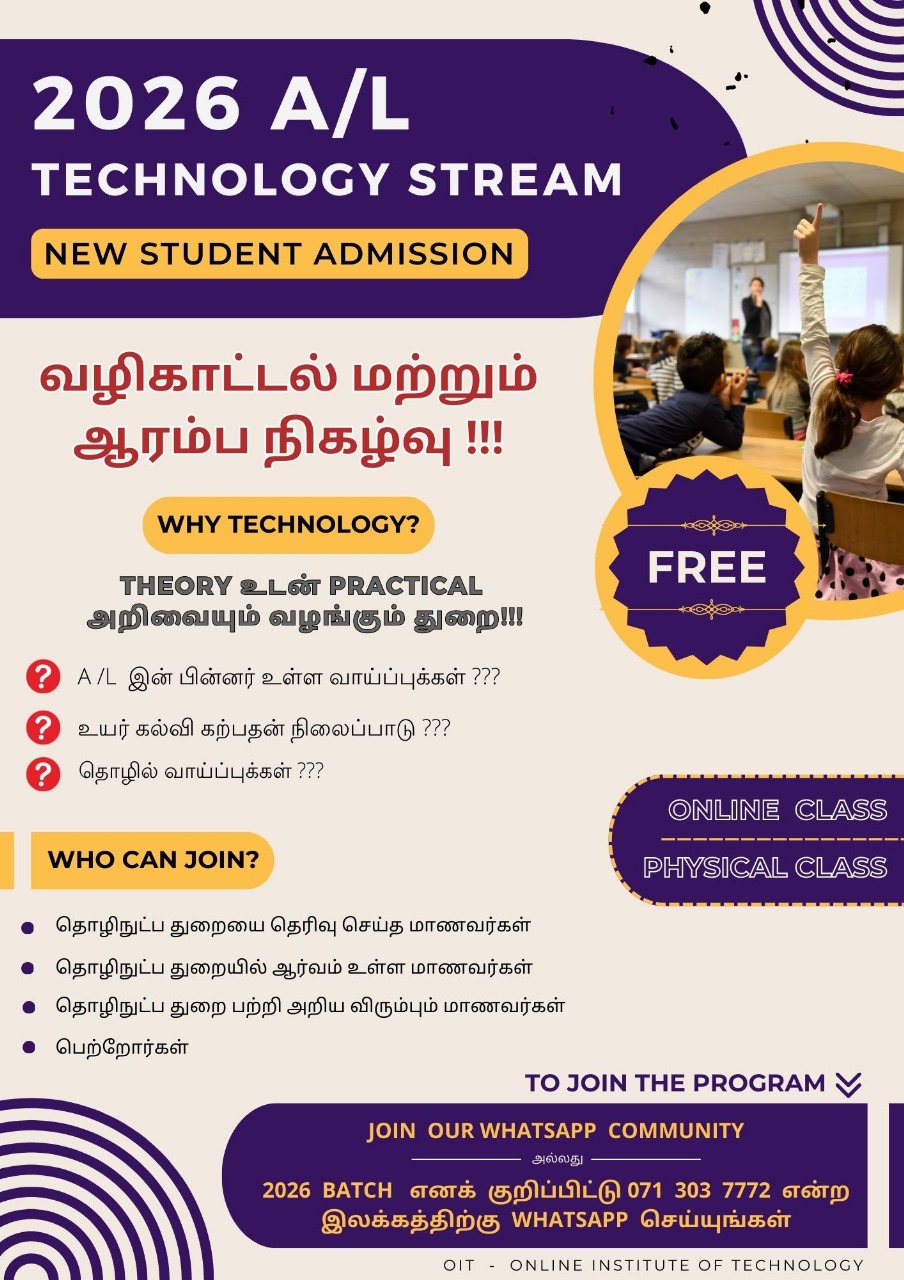 2026 A/L
TECHNOLOGY STREAM
NEW STUDENT ADMISSION
வழிகாட்டல் மற்றும்
ஆரம்ப நிகழ்வு !!!
WHY TECHNOLOGY?
THEORY உடன் PRACTICAL
அறிவையும் வழங்கும் துறை!!!
FREE
? A /L இன் பின்னர் உள்ள வாய்ப்புக்கள் ???
? உயர் கல்வி கற்பதன் நிலைப்பாடு ???
? தொழில் வாய்ப்புக்கள் ???
ONLINE CLASS
PHYSICAL CLASS
WHO CAN JOIN?
தொழிநுட்ப துறையை தெரிவு செய்த மாணவர்கள்
தொழிநுட்ப துறையில் ஆர்வம் உள்ள மாணவர்கள்
தொழிநுட்ப துறை பற்றி அறிய விரும்பும் மாணவர்கள்
பெற்றோர்கள்
TO JOIN THE PROGRAM
JOIN OUR WHATSAPP COMMUNITY
அல்லது
2026 BATCH எனக் குறிப்பிட்டு 071 303 7772 என்ற
இலக்கத்திற்கு WHATSAPP செய்யுங்கள்
OIT - ONLINE INSTITUTE OF TECHNOLOGY